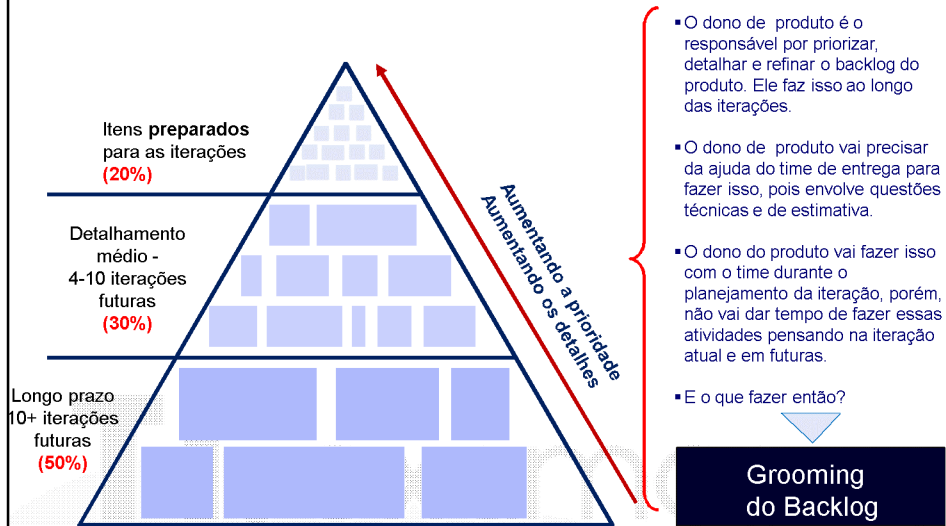 Itens preparados
para as iterações
(20%)
Detalhamento
médio -
4-10 iterações
futuras
(30%)
Longo prazo
10+ iterações
futuras
(50%)
Aumentando a prioridade
Aumentando os detalhes
▪ O dono de produto é o
responsável por priorizar,
detalhar e refinar o backlog do
produto. Ele faz isso ao longo
das iterações.
▪ O dono de produto vai precisar
da ajuda do time de entrega para
fazer isso, pois envolve questões
técnicas e de estimativa.
▪ O dono do produto vai fazer isso
com o time durante o
planejamento da iteração, porém,
não vai dar tempo de fazer essas
atividades pensando na iteração
atual e em futuras.
▪ E o que fazer então?
Grooming
do Backlog